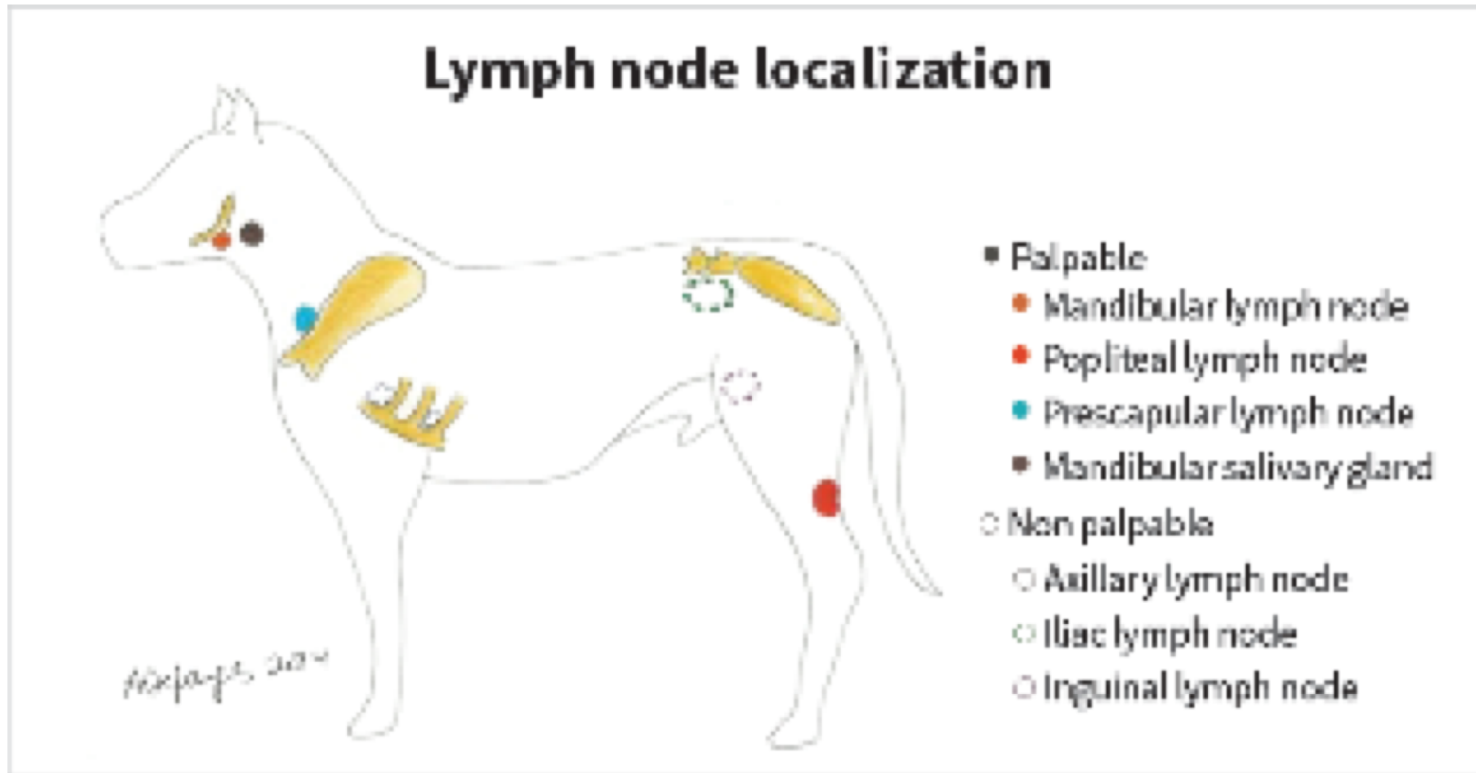 Lymph node localization
Palpable
Mandibular lymph node
Popliteal lymph node
Prescapular lymph node
Mandibular salivary gland
Non palpable
Axillary lymph node
Iliac lymph node
Inguinal lymph node